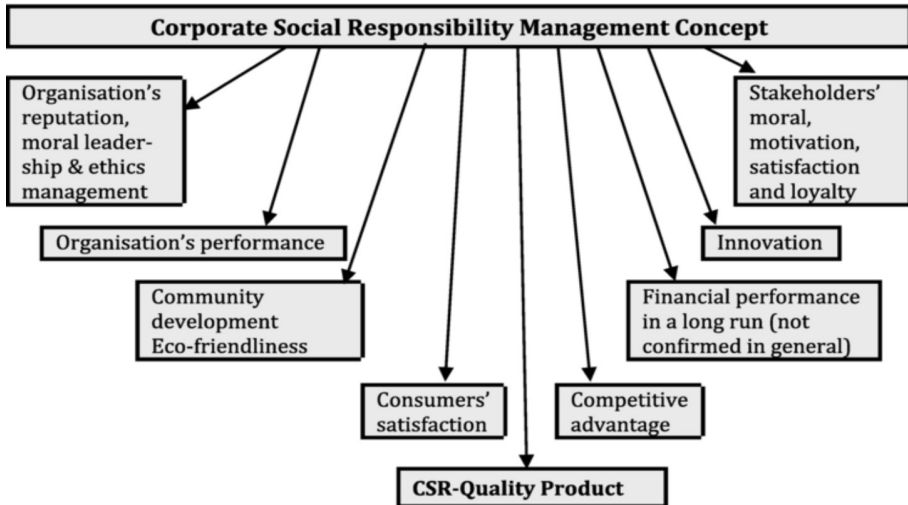 Corporate Social Responsibility Management Concept
Organisation's
reputation,
moral leader-
ship & ethics
management
Stakeholders'
moral,
motivation,
satisfaction
and loyalty
Organisation's performance
Innovation
Community
development
Eco-friendliness
Financial performance
in a long run (not
confirmed in general)
Consumers'
satisfaction
Competitive
advantage
CSR-Quality Product